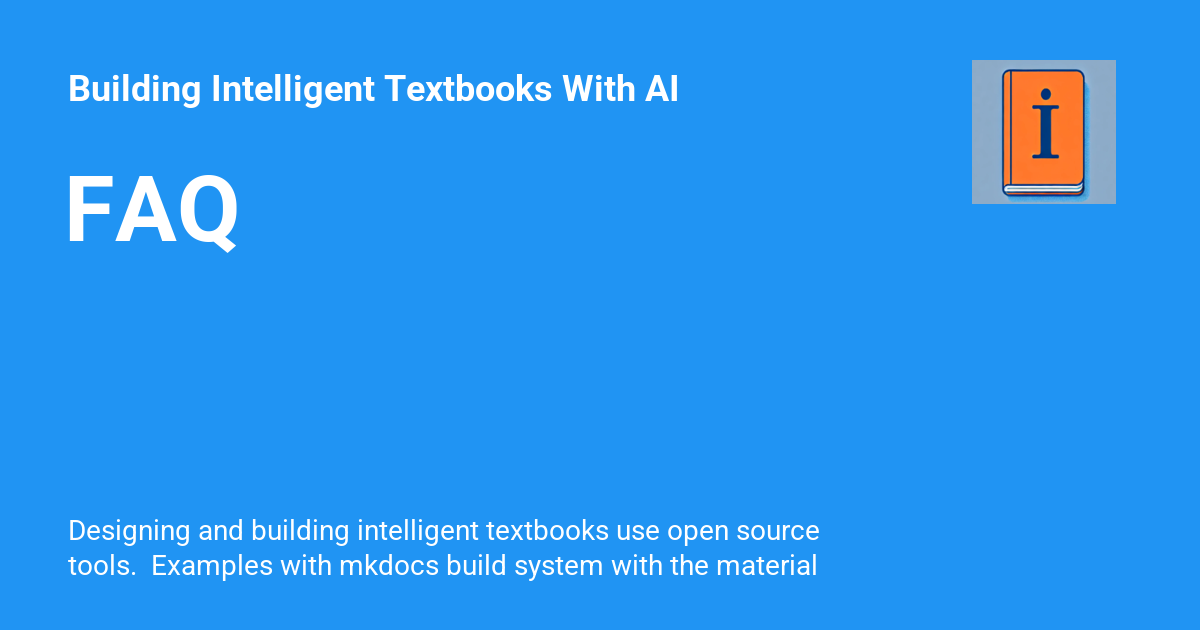 Building Intelligent Textbooks With AI
i
FAQ
Designing and building intelligent textbooks use open source
tools.  Examples with mkdocs build system with the material